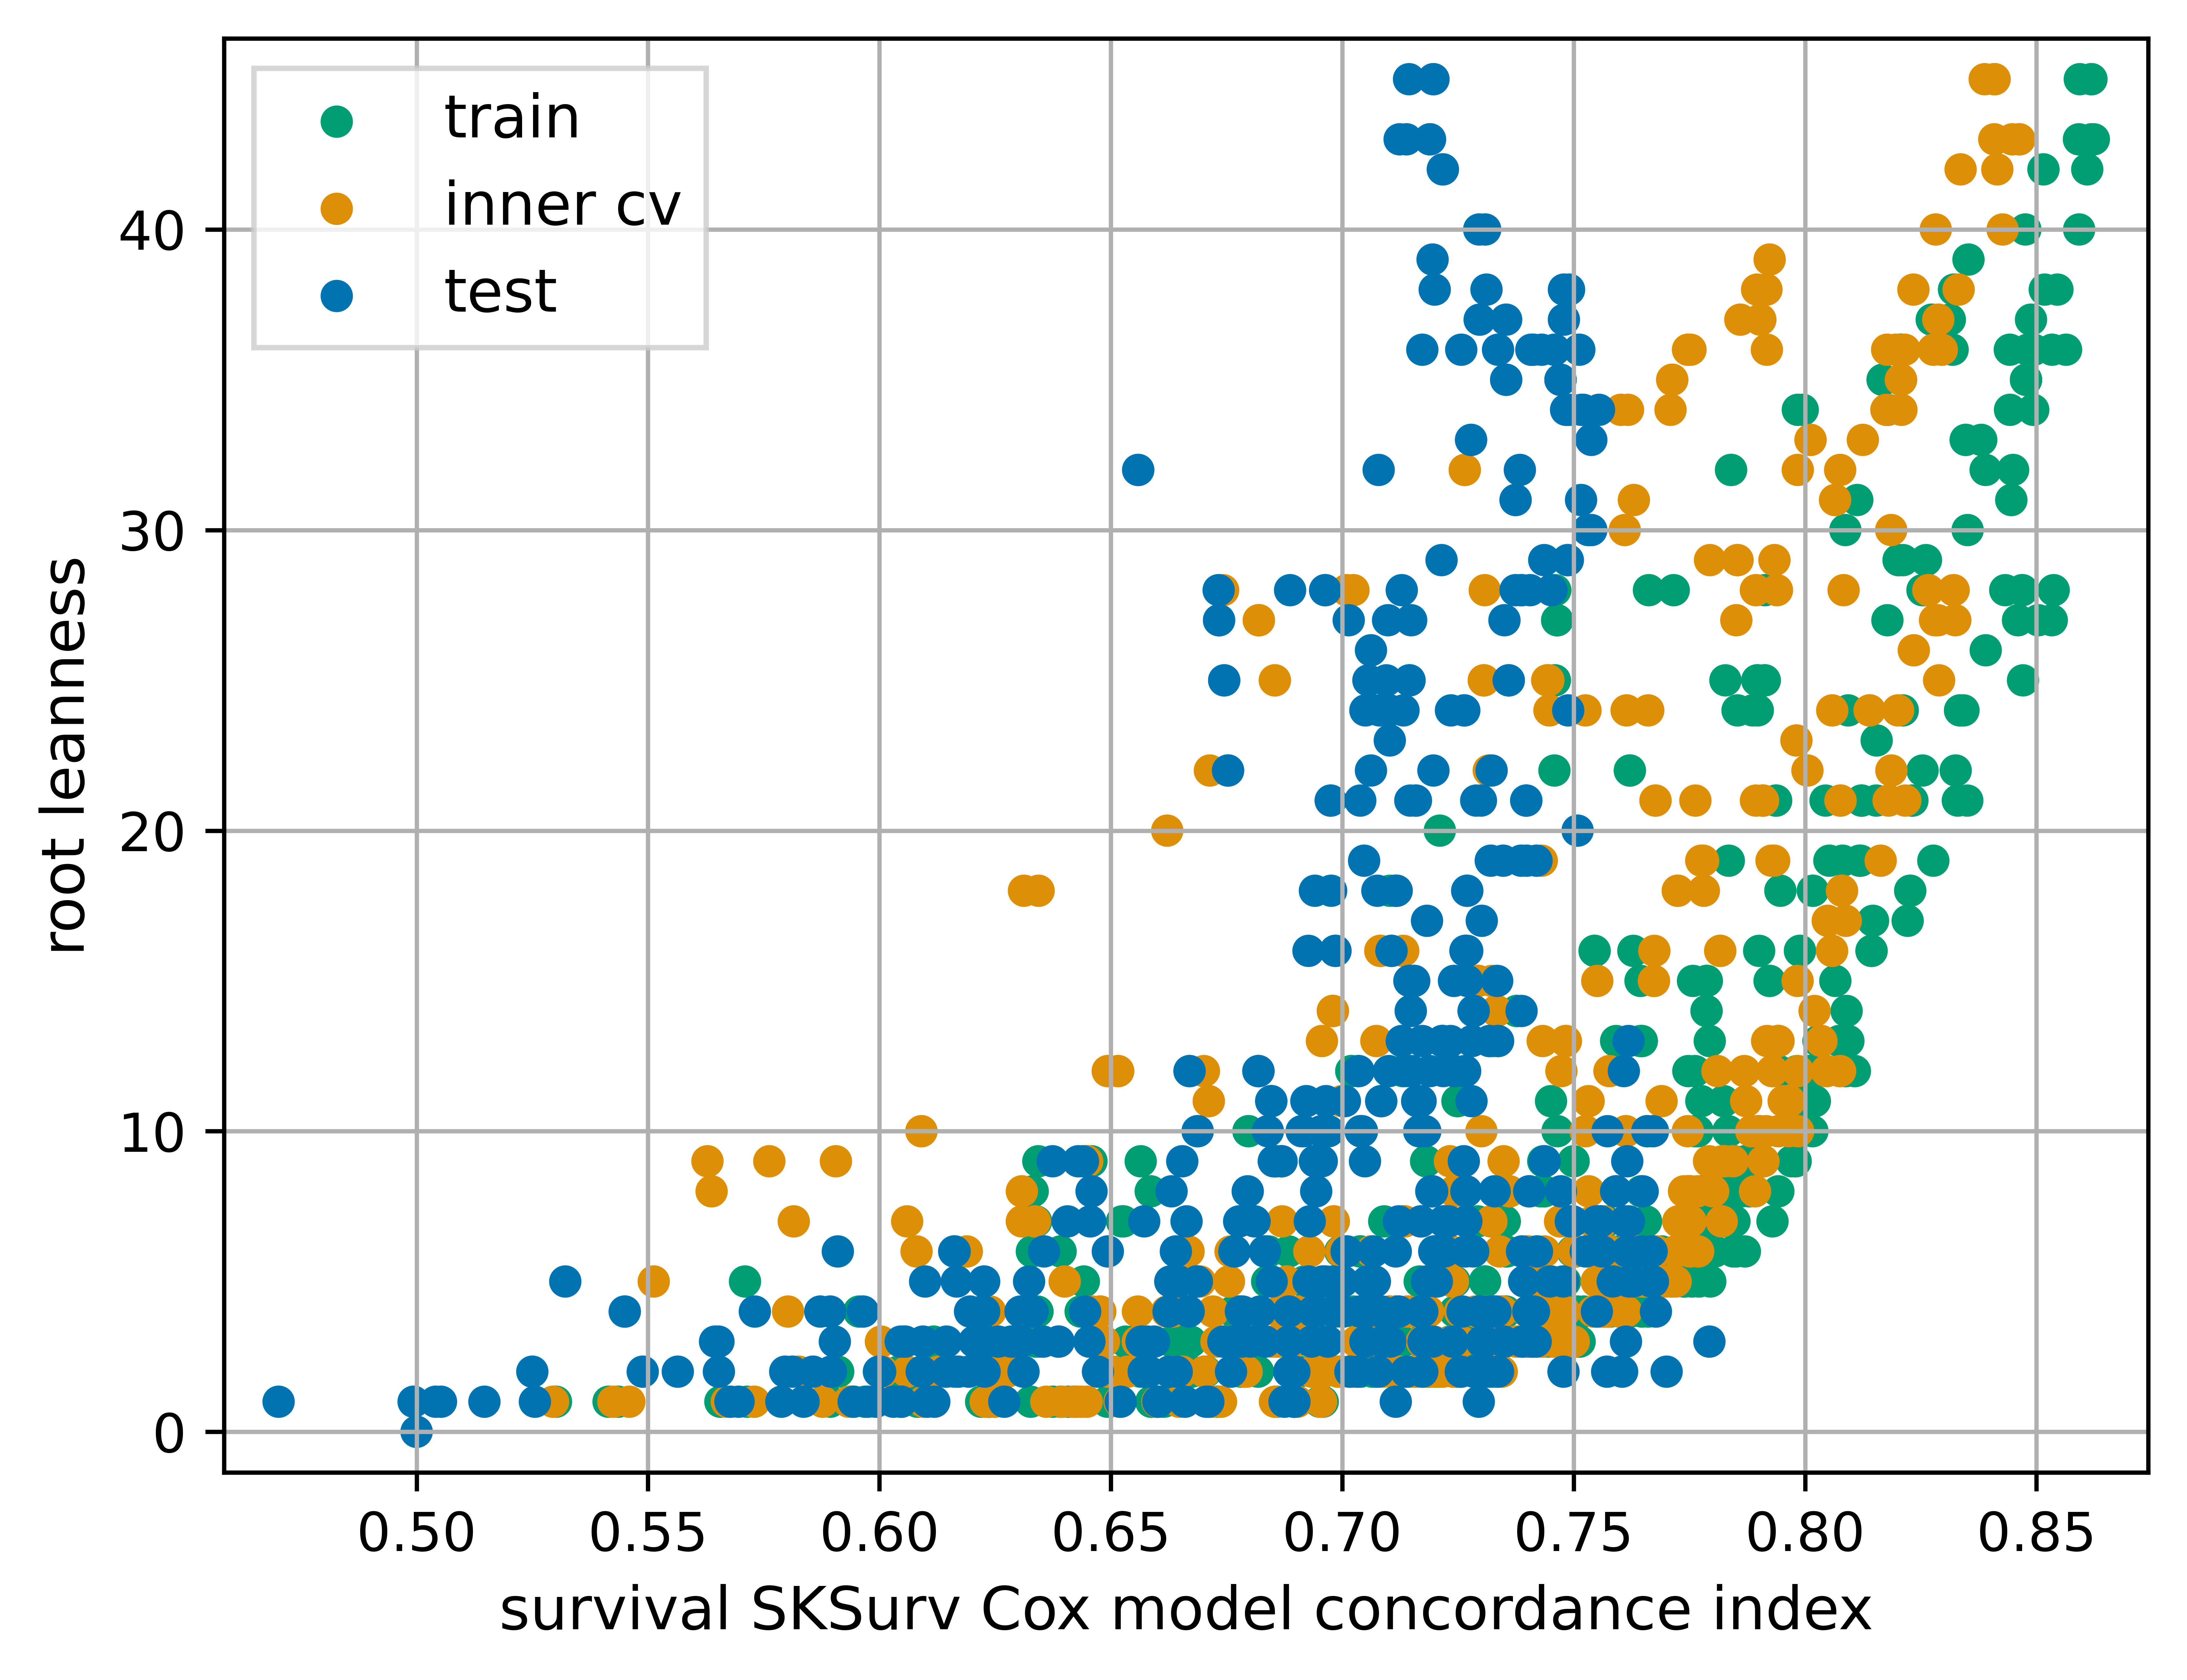 train
inner cv
test
40
30
20
10
0
root leanness
0.50 0.55 0.60 0.65 0.70 0.75 0.80 0.85
survival SKSurv Cox model concordance index